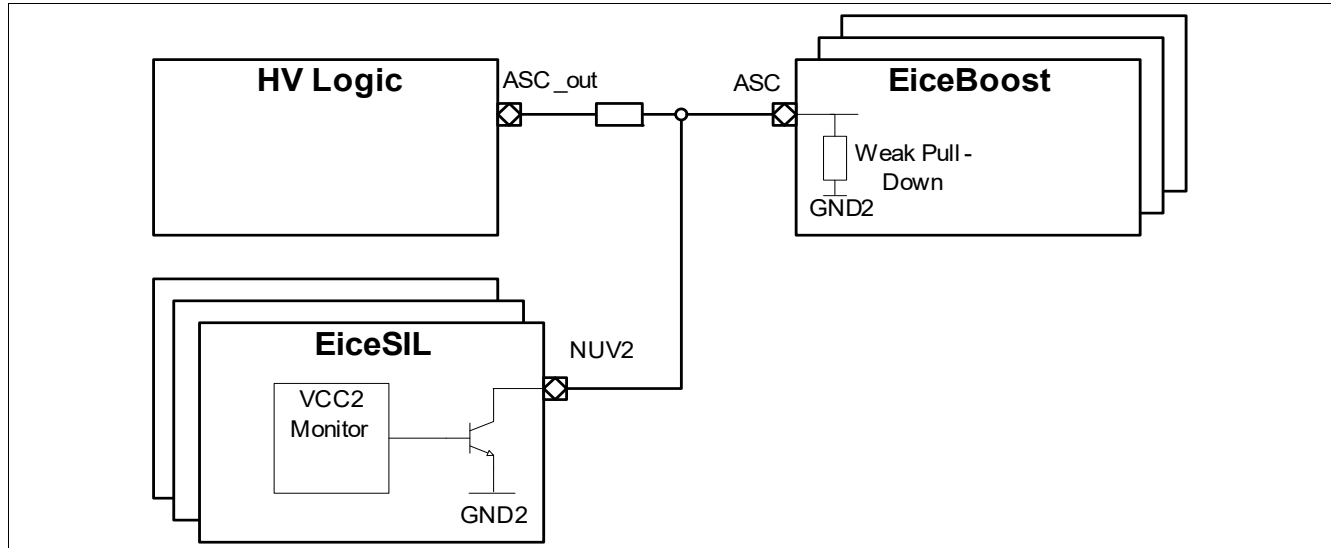 HV Logic
ASC_out
ASC
EiceBoost
Weak Pull -
Down
GND2
EiceSIL
NUV2
VCC2
Monitor
GND2